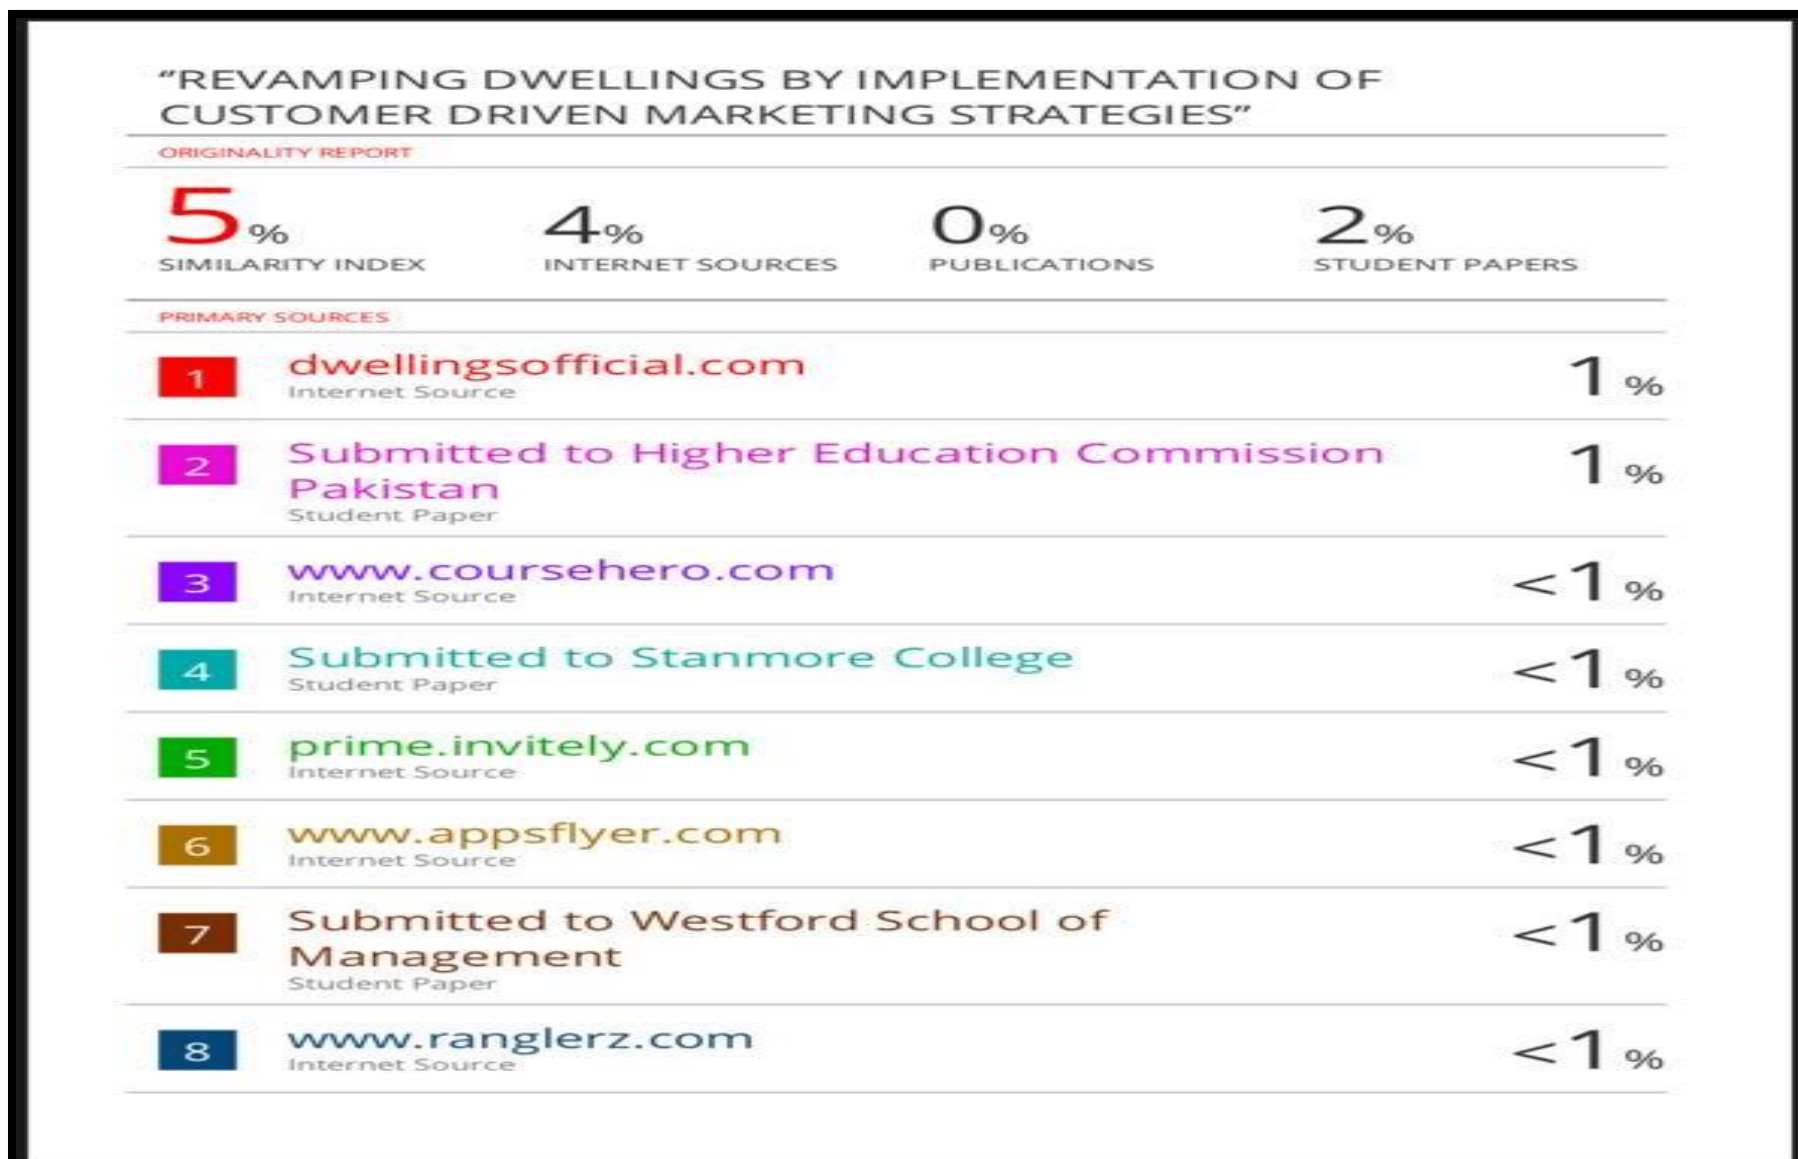 “REVAMPING DWELLINGS BY IMPLEMENTATION OF
CUSTOMER DRIVEN MARKETING STRATEGIES”
ORIGINALITY REPORT
5% 4% 0% 2%
SIMILARITY INDEX INTERNET SOURCES PUBLICATIONS STUDENT PAPERS
PRIMARY SOURCES
1 dwellingsofficial.com 1%
Internet Source
2 Submitted to Higher Education Commission 1%
Pakistan
Student Paper
3 www.coursehero.com <1%
Internet Source
4 Submitted to Stanmore College <1%
Student Paper
5 prime.invitely.com <1%
Internet Source
6 www.appsflyer.com <1%
Internet Source
7 Submitted to Westford School of <1%
Management
Student Paper
8 www.ranglerz.com <1%
Internet Source